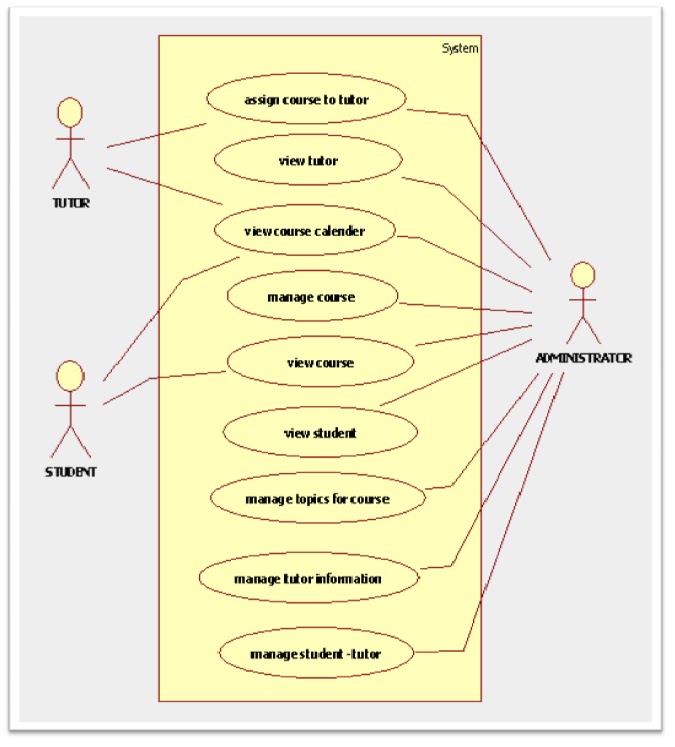 System
assign course to tutor
view tutor
TUTOR
view course calender
manage course
view course
ADMINISTRATOR
view student
STUDENT
manage topics for course
manage tutor information
manage student -tutor